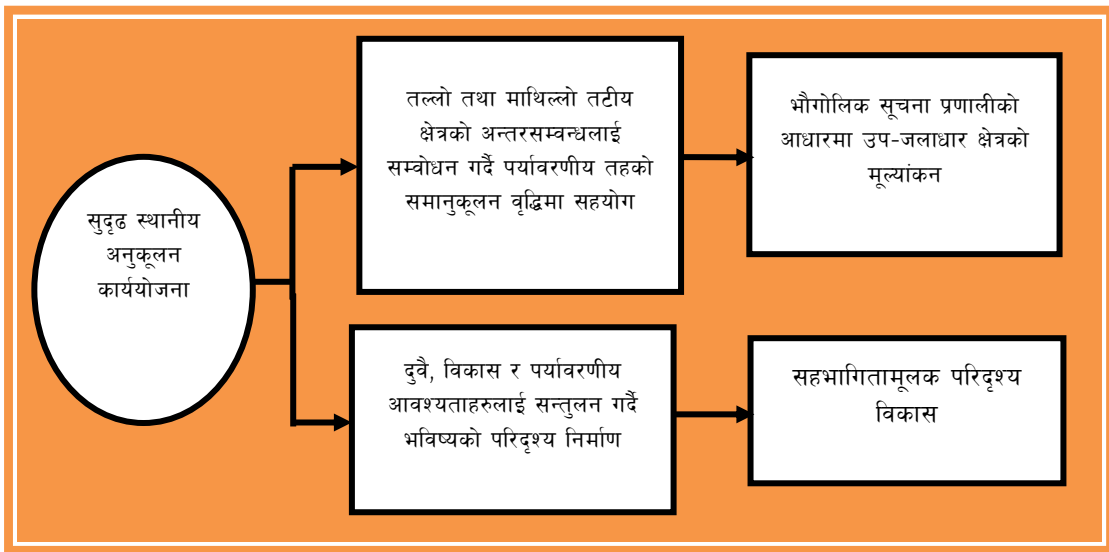 सुदृढ स्थानीय
अनुकूलन
कार्ययोजना
तल्लो तथा माथिल्लो तटीय
क्षेत्रको अन्तरसम्वन्धलाई
सम्वोधन गर्दै पर्यावरणीय तहको
समानुकूलन वृद्धिमा सहयोग
भौगोलिक सूचना प्रणालीको
आधारमा उप-जलाधार क्षेत्रको
मूल्यांकन
दुवै, विकास र पर्यावरणीय
आवश्यताहरुलाई सन्तुलन गर्दै
भविष्यको परिदृश्य निर्माण
सहभागितामूलक परिदृश्य
विकास